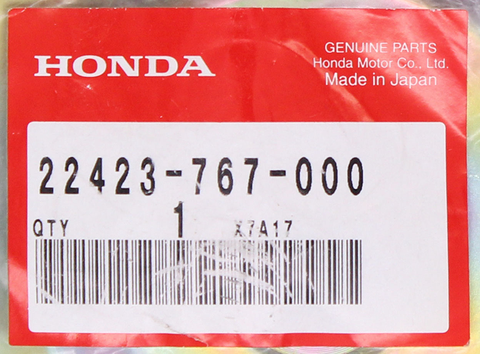 HONDA
GENUINE PARTS
Honda Motor Co., Ltd.
Made in Japan
22423-767-000
QTY 1 X7A17